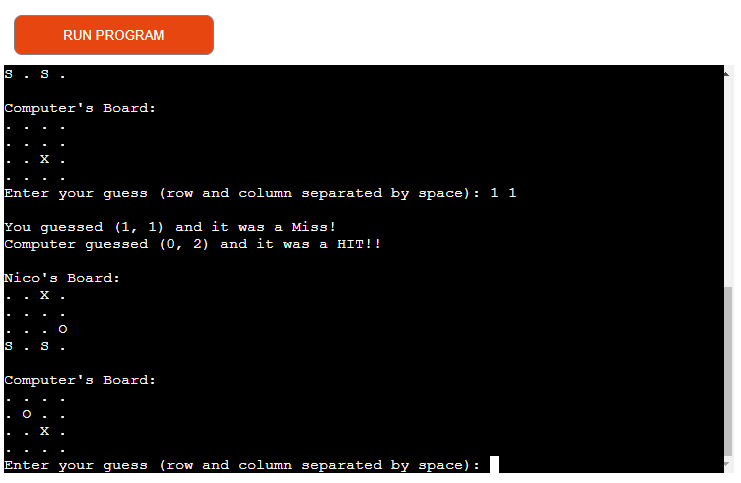 RUN PROGRAM
S . S .
Computer's Board:
. . . .
. . . .
. . X .
. . . .
Enter your guess (row and column separated by space): 1 1
You guessed (1, 1) and it was a Miss!
Computer guessed (0, 2) and it was a HIT!!
Nico's Board:
. . X .
. . . .
. . . O
S . S .
Computer's Board:
. . . .
. O . .
. . X .
. . . .
Enter your guess (row and column separated by space):